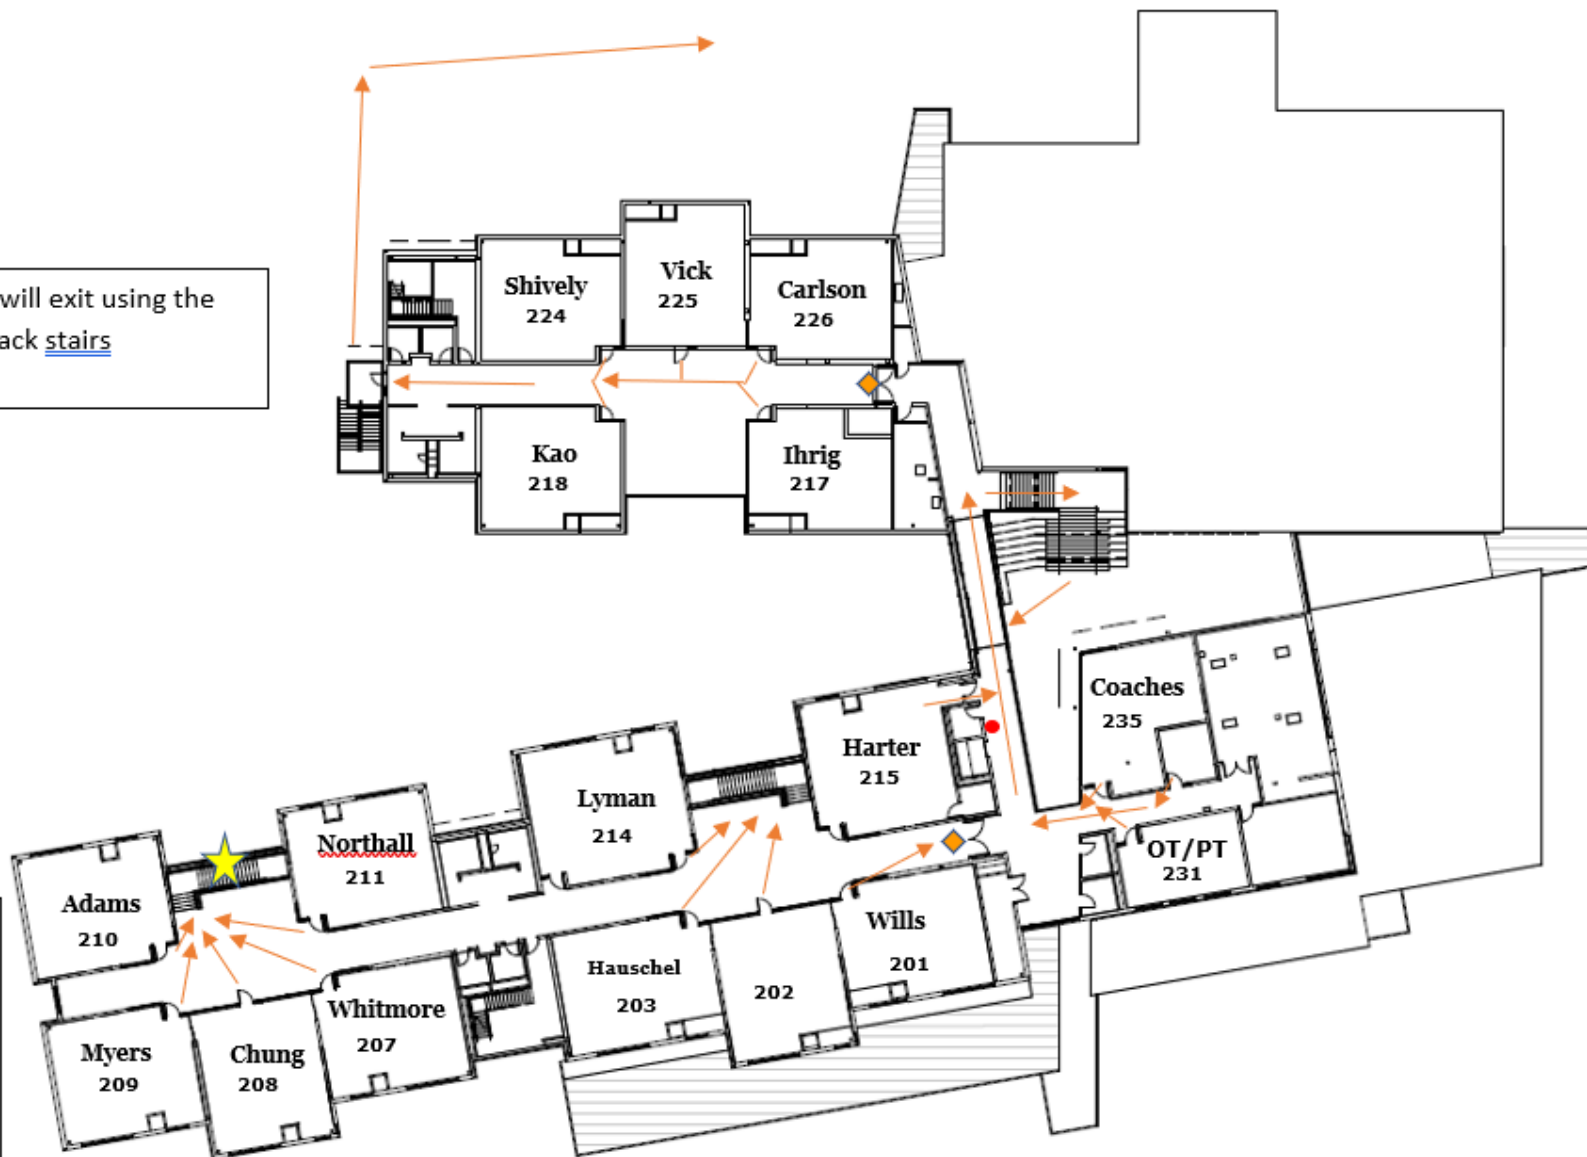 will exit using the
ack stairs
Shively
224
Vick
225
Carlson
226
Kao
218
Ihrig
217
Coaches
235
Harter
215
Lyman
214
Northall
211
OT/PT
231
Adams
210
Wills
201
Hauschel
203
202
Whitmore
207
Myers
209
Chung
208